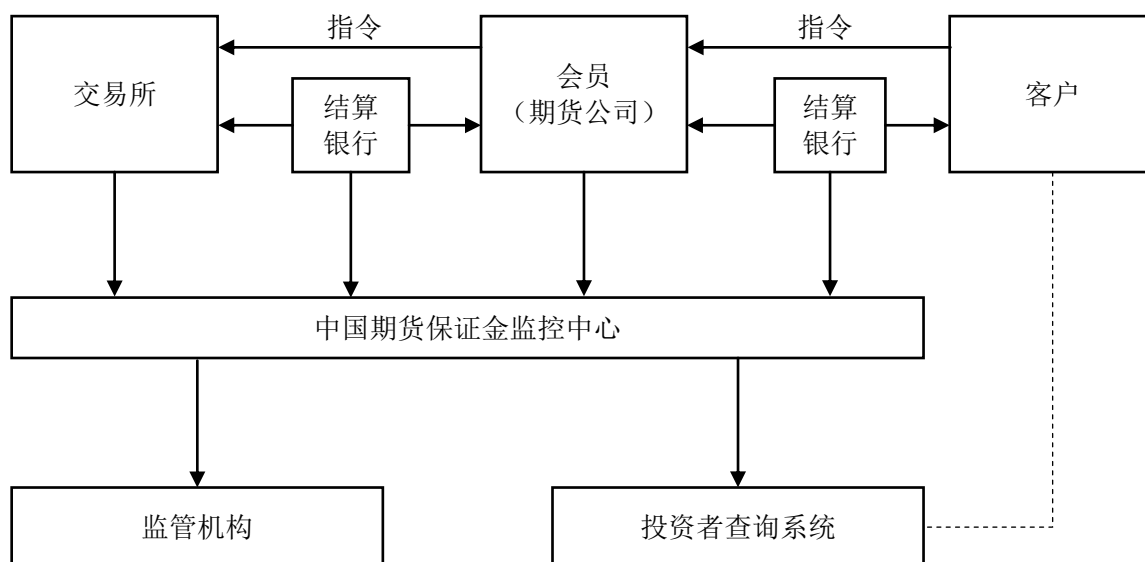 指令
指令
交易所
结算
银行
会员
（期货公司）
结算
银行
客户
中国期货保证金监控中心
监管机构
投资者查询系统